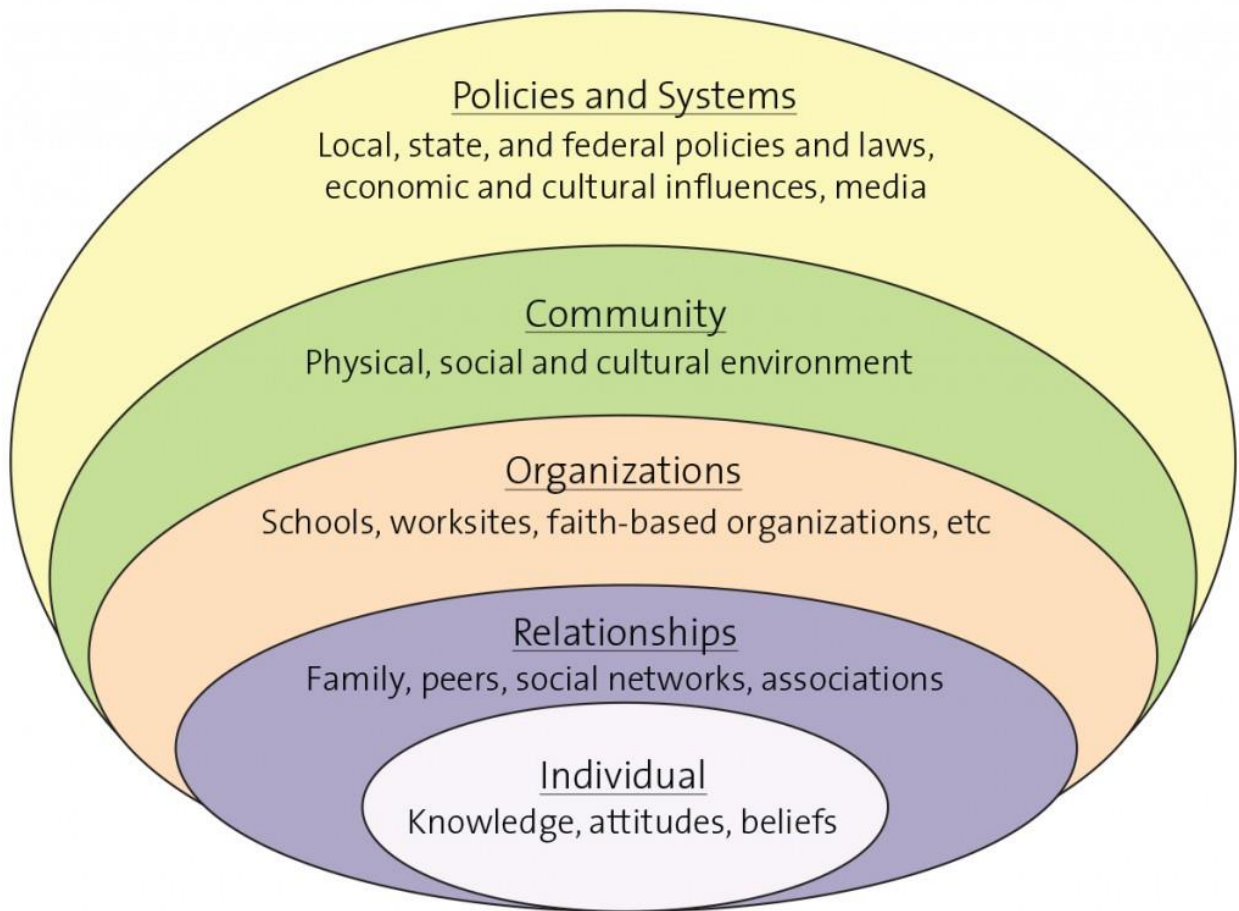 Policies and Systems
Local, state, and federal policies and laws,
economic and cultural influences, media
Community
Physical, social and cultural environment
Organizations
Schools, worksites, faith-based organizations, etc
Relationships
Family, peers, social networks, associations
Individual
Knowledge, attitudes, beliefs